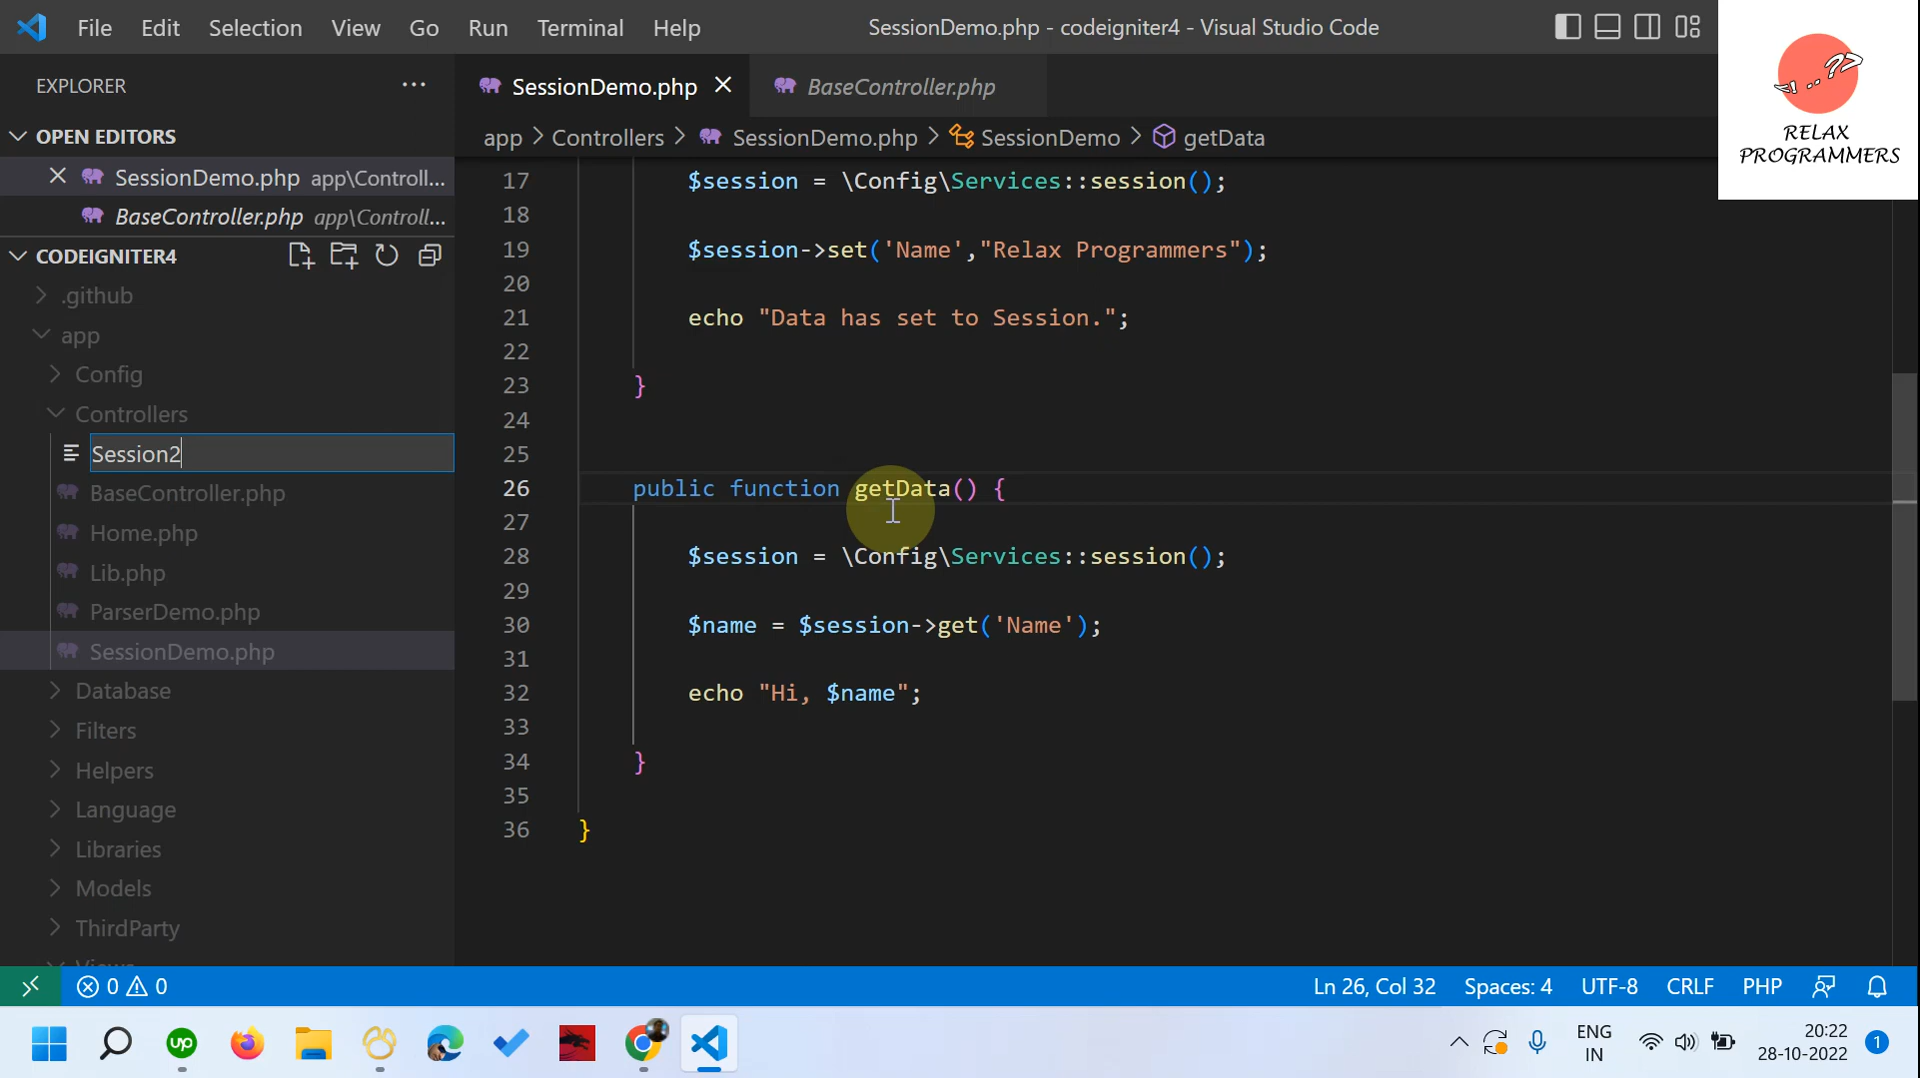 File Edit Selection View Go Run Terminal Help
SessionDemo.php - codeigniter4 - Visual Studio Code
<!..??>
RELAX
PROGRAMMERS
EXPLORER
SessionDemo.php
BaseController.php
OPEN EDITORS
app > Controllers > SessionDemo.php > SessionDemo > getData
SessionDemo.php app\Controll...
BaseController.php app\Controll...
CODEIGNITER4
.github
app
Config
Controllers
Session2
BaseController.php
Home.php
Lib.php
ParserDemo.php
SessionDemo.php
Database
Filters
Helpers
Language
Libraries
Models
ThirdParty
Views
17 $session = \Config\Services::session();
18
19 $session->set('Name',"Relax Programmers");
20
21 echo "Data has set to Session.";
22
23 }
24
25
26 public function getData() {
27
28 $session = \Config\Services::session();
29
30 $name = $session->get('Name');
31
32 echo "Hi, $name";
33
34 }
35
36 }
0 0
Ln 26, Col 32 Spaces: 4 UTF-8 CRLF PHP
up
ENG
IN
20:22
28-10-2022
1